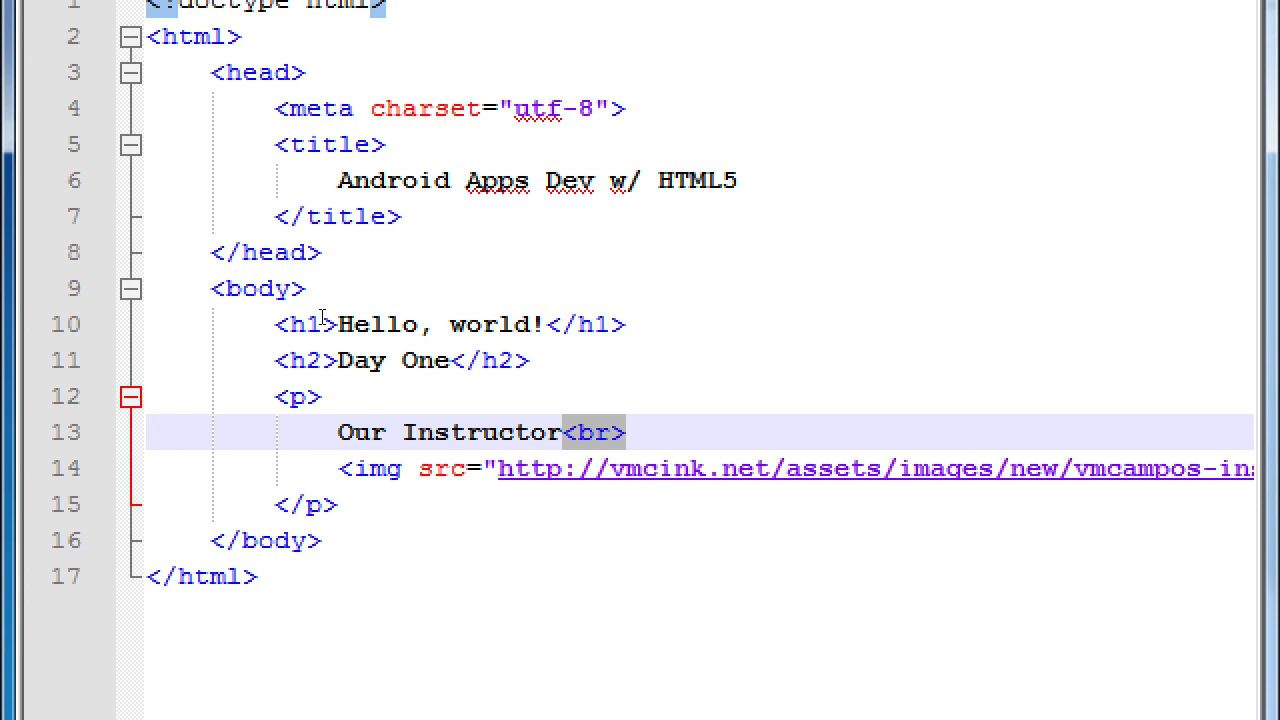 1 <!doctype html>
2 <html>
3 <head>
4 <meta charset="utf-8">
5 <title>
6 Android Apps Dev w/ HTML5
7 </title>
8 </head>
9 <body>
10 <h1>Hello, world!</h1>
11 <h2>Day One</h2>
12 <p>
13 Our Instructor<br>
14 <img src="http://vmcink.net/assets/images/new/vmcampos-in
15 </p>
16 </body>
17 </html>